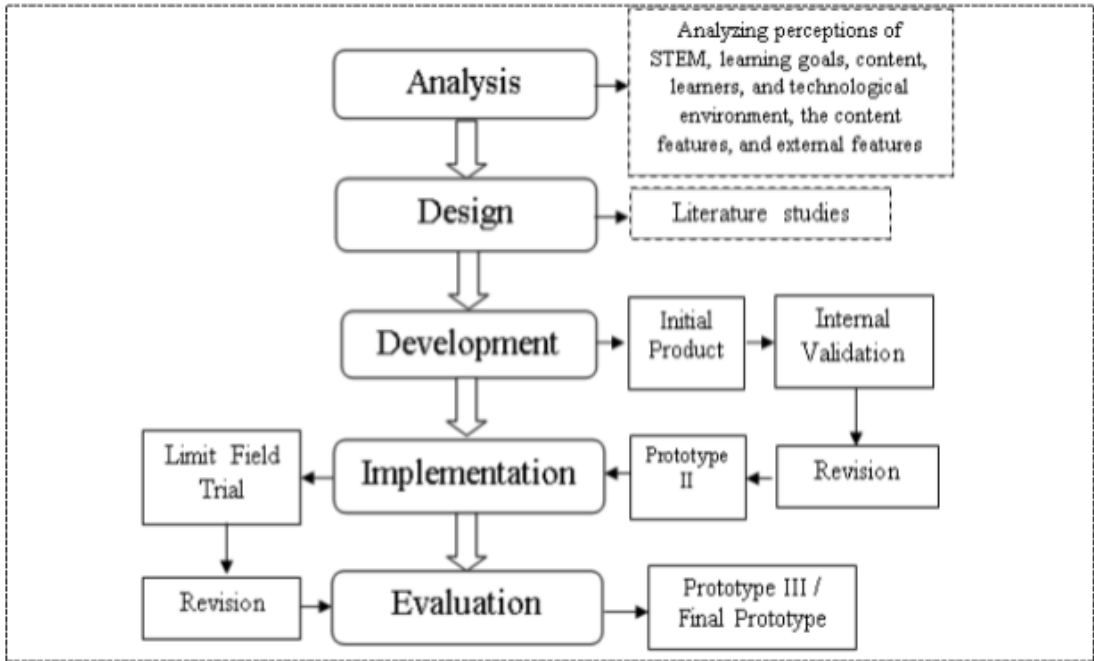 Analysis
Analyzing perceptions of
STEM, learning goals, content,
learners, and technological
environment, the content
features, and external features
Design
Literature studies
Development
Initial
Product
Internal
Validation
Limit Field
Trial
Implementation
Prototype
II
Revision
Revision
Evaluation
Prototype III /
Final Prototype